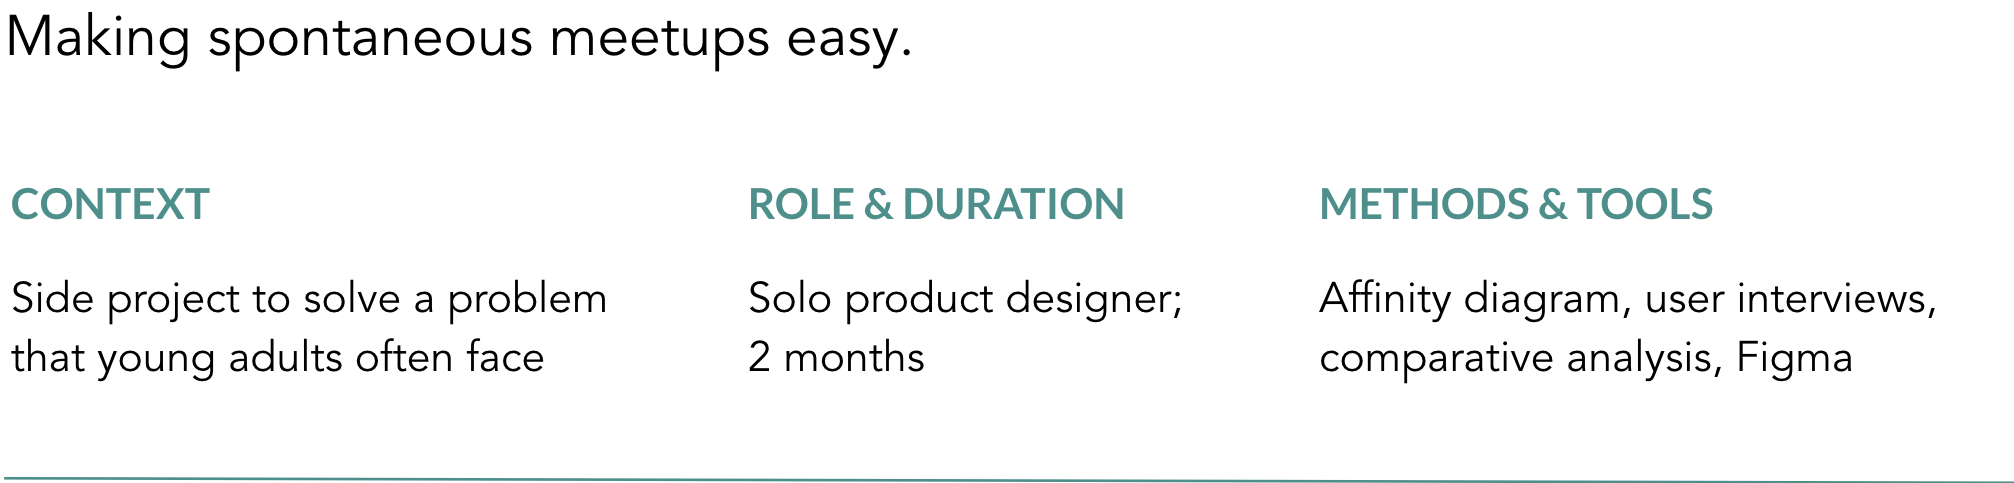 Making spontaneous meetups easy.
CONTEXT
Side project to solve a problem
that young adults often face
ROLE & DURATION
Solo product designer;
2 months
METHODS & TOOLS
Affinity diagram, user interviews,
comparative analysis, Figma